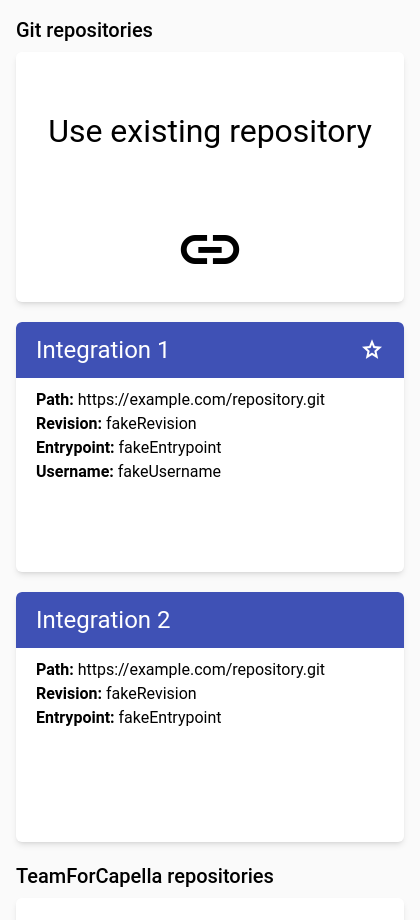 Git repositories
Use existing repository
Integration 1
Path: https://example.com/repository.git
Revision: fakeRevision
Entrypoint: fakeEntrypoint
Username: fakeUsername
Integration 2
Path: https://example.com/repository.git
Revision: fakeRevision
Entrypoint: fakeEntrypoint
TeamForCapella repositories